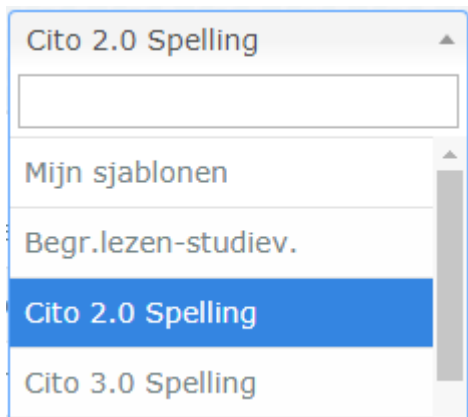 Cito 2.0 Spelling
Mijn sjablonen
Begr.lezen-studiev.
Cito 2.0 Spelling
Cito 3.0 Spelling